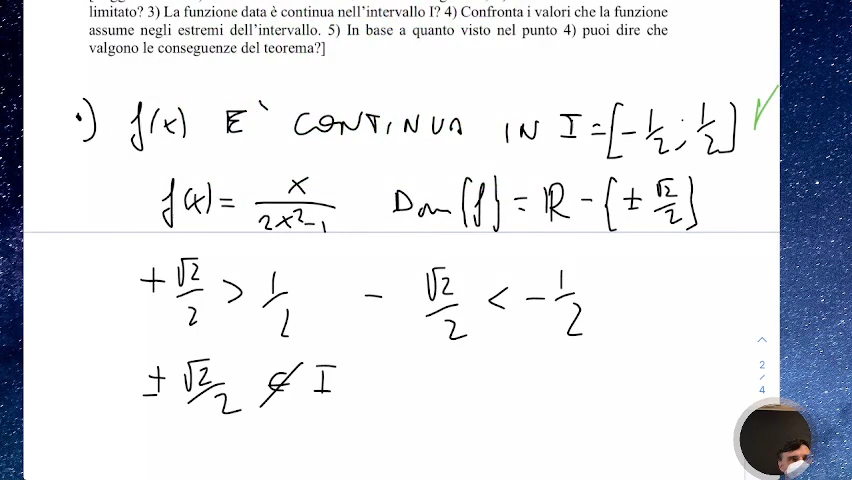 limitato? 3) La funzione data è continua nell'intervallo I? 4) Confronta i valori che la funzione
assume negli estremi dell'intervallo. 5) In base a quanto visto nel punto 4) puoi dire che
valgono le conseguenze del teorema?]
•) f(x) E' CONTINUA IN I = [-1/2 ; 1/2] ✓
f(x) = x/(2x²-1) Dom{f} = ℝ - {± √2/2}
+ √2/2 > 1/2 - √2/2 < - 1/2
± √2/2 ∉ I
2
/
4